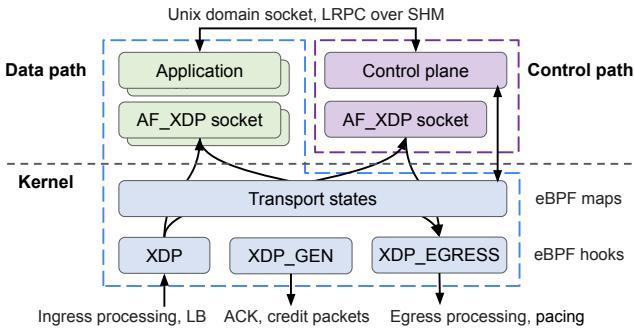 Unix domain socket, LRPC over SHM
Data path
Application
Control plane
Control path
AF_XDP socket
AF_XDP socket
Kernel
Transport states
eBPF maps
XDP
XDP_GEN
XDP_EGRESS
eBPF hooks
Ingress processing, LB
ACK, credit packets
Egress processing, pacing